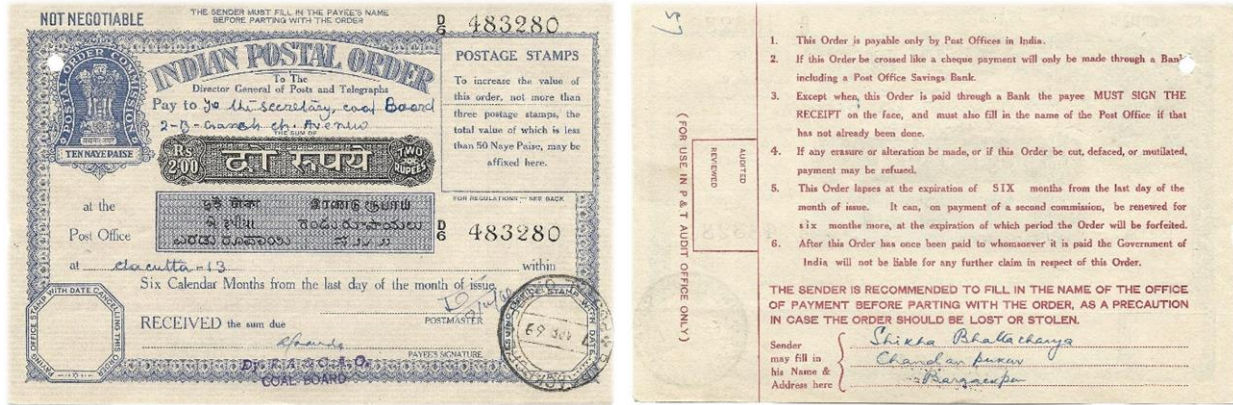 NOT NEGOTIABLE
THE SENDER MUST FILL IN THE PAYEE'S NAME
BEFORE PARTING WITH THE ORDER
D/6 483280
POSTAL ORDER COMMISSION
TEN NAYE PAISE
INDIAN POSTAL ORDER
To The
Director General of Posts and Telegraphs
Pay to To the Secretary, coal Board
2-B- Ganesh ch. Avenue
THE SUM OF
Rs 2.00
दो रुपये
TWO RUPEES
POSTAGE STAMPS
To increase the value of
this order, not more than
three postage stamps, the
total value of which is less
than 50 Naye Paise, may be
affixed here.
FOR REGULATIONS — SEE BACK
at the
Post Office
D/6 483280
at Calcutta-13 within
Six Calendar Months from the last day of the month of issue
POSTMASTER
PAYING OFFICE STAMP WITH DATE CANCELLING THIS ORDER
RECEIVED the sum due
PAYEE'S SIGNATURE
COAL BOARD
1. This Order is payable only by Post Offices in India.
2. If this Order be crossed like a cheque payment will only be made through a Bank
including a Post Office Savings Bank.
3. Except when, this Order is paid through a Bank the payee MUST SIGN THE
RECEIPT on the face, and must also fill in the name of the Post Office if that
has not already been done.
4. If any erasure or alteration be made, or if this Order be cut, defaced, or mutilated,
payment may be refused.
5. This Order lapses at the expiration of SIX months from the last day of the
month of issue. It can, on payment of a second commission, be renewed for
six months more, at the expiration of which period the Order will be forfeited.
6. After this Order has once been paid to whomsoever it is paid the Government of
India will not be liable for any further claim in respect of this Order.
THE SENDER IS RECOMMENDED TO FILL IN THE NAME OF THE OFFICE
OF PAYMENT BEFORE PARTING WITH THE ORDER, AS A PRECAUTION
IN CASE THE ORDER SHOULD BE LOST OR STOLEN.
Sender
may fill in
his Name &
Address here
Shikha Bhattacharya
Chandan pukur
(FOR USE IN P & T AUDIT OFFICE ONLY)
AUDITED
REVIEWED